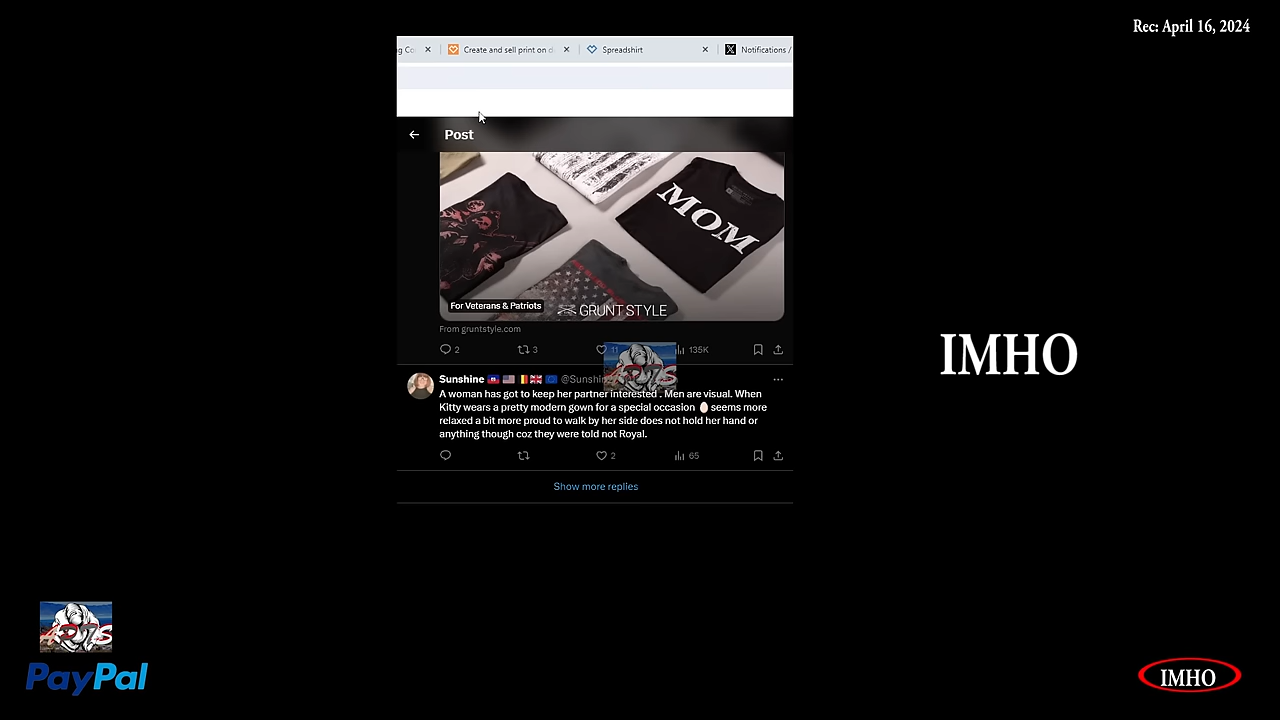 Rec: April 16, 2024
Create and sell print on d
Spreadshirt
Notifications /
Post
MOM
For Veterans & Patriots
GRUNT STYLE
From gruntstyle.com
2 3 11 135K
Sunshine @Sunshin
A woman has got to keep her partner interested . Men are visual. When
Kitty wears a pretty modern gown for a special occasion seems more
relaxed a bit more proud to walk by her side does not hold her hand or
anything though coz they were told not Royal.
2 65
Show more replies
IMHO
PayPal
IMHO